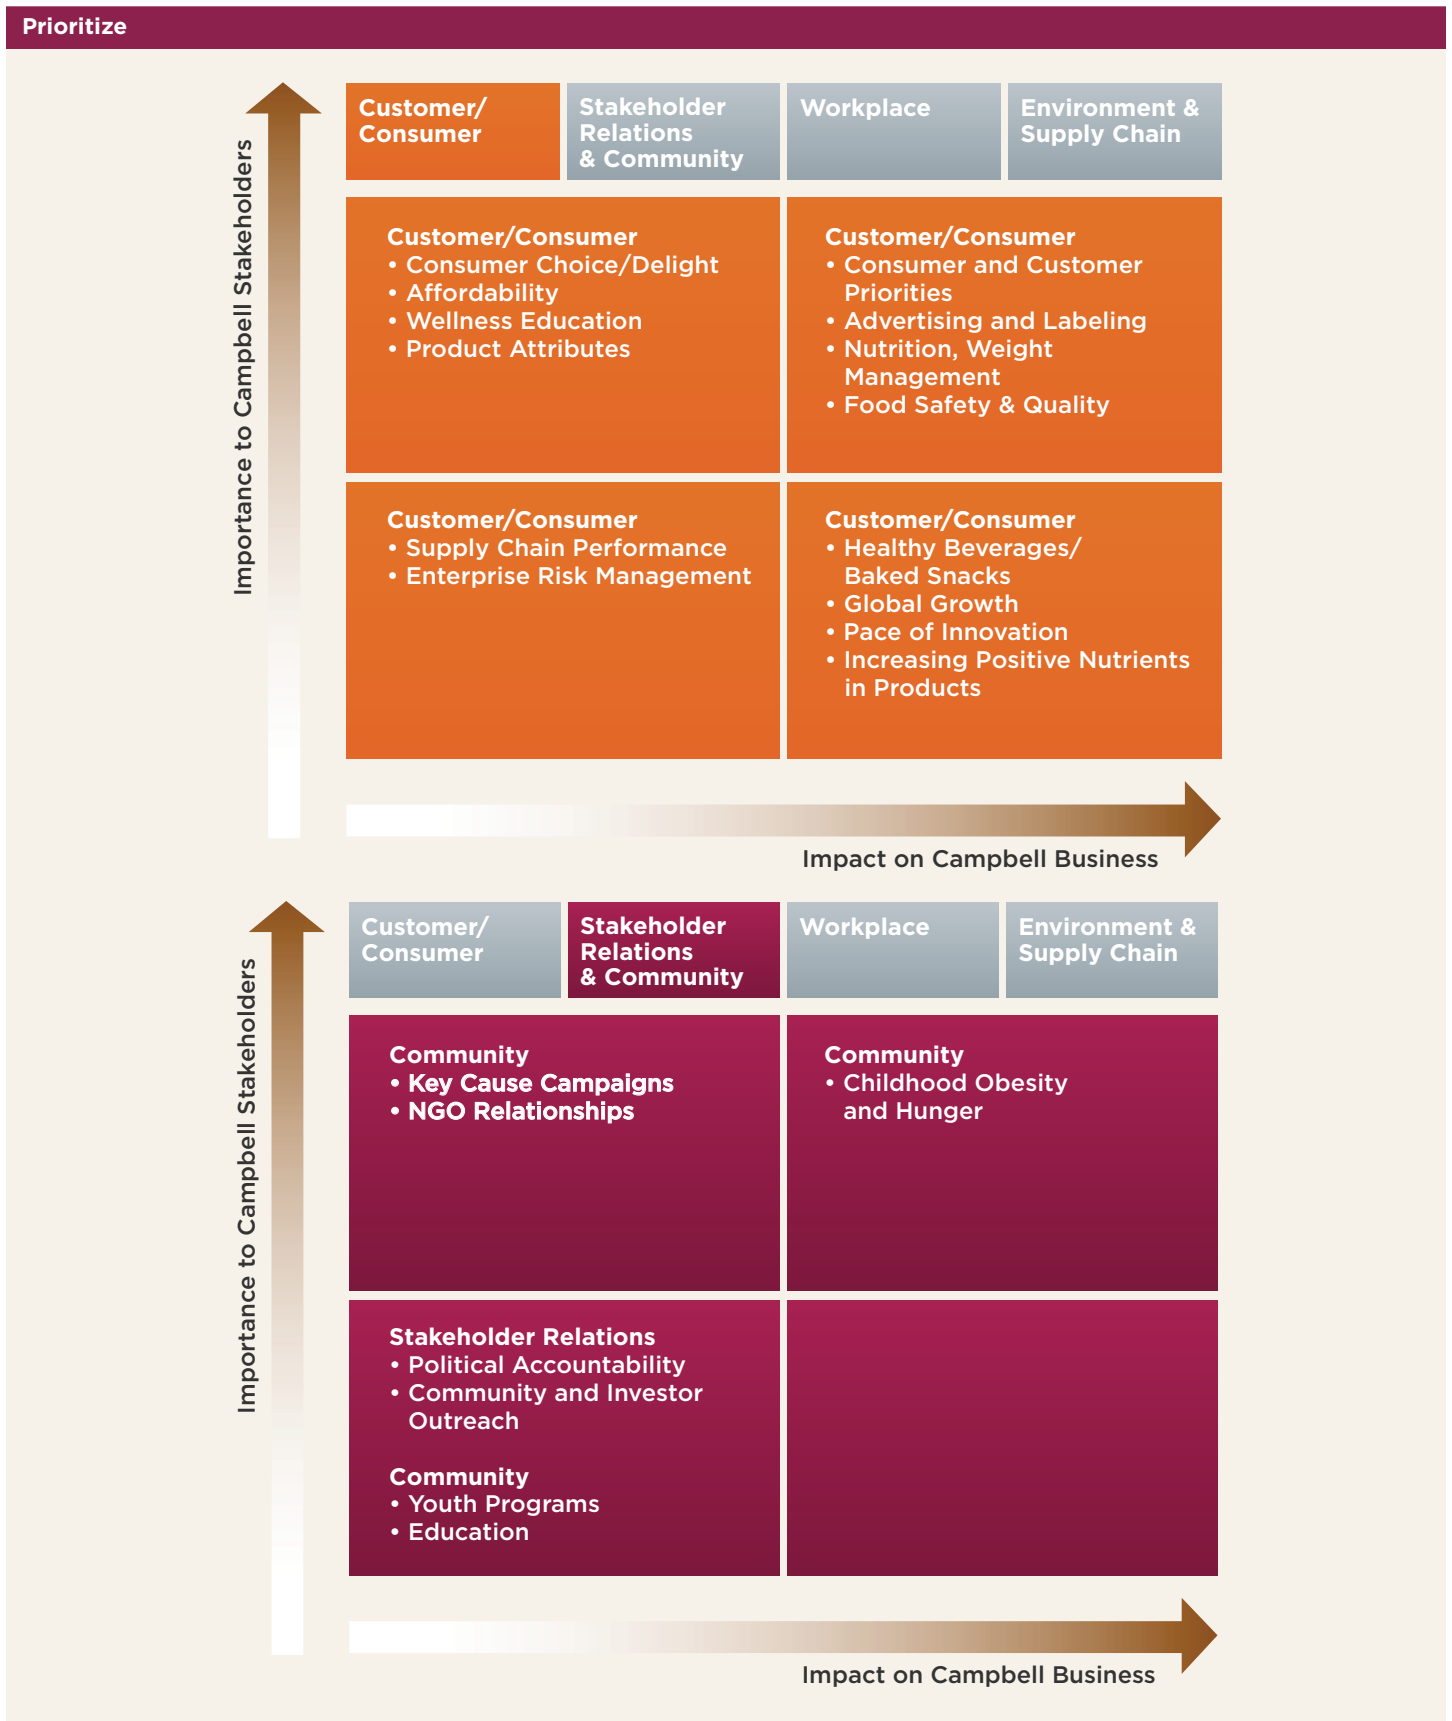 Prioritize
Importance to Campbell Stakeholders
Customer/
Consumer
Stakeholder
Relations
& Community
Workplace
Environment &
Supply Chain
Customer/Consumer
• Consumer Choice/Delight
• Affordability
• Wellness Education
• Product Attributes
Customer/Consumer
• Consumer and Customer
Priorities
• Advertising and Labeling
• Nutrition, Weight
Management
• Food Safety & Quality
Customer/Consumer
• Supply Chain Performance
• Enterprise Risk Management
Customer/Consumer
• Healthy Beverages/
Baked Snacks
• Global Growth
• Pace of Innovation
• Increasing Positive Nutrients
in Products
Impact on Campbell Business
Importance to Campbell Stakeholders
Customer/
Consumer
Stakeholder
Relations
& Community
Workplace
Environment &
Supply Chain
Community
• Key Cause Campaigns
• NGO Relationships
Community
• Childhood Obesity
and Hunger
Stakeholder Relations
• Political Accountability
• Community and Investor
Outreach
Community
• Youth Programs
• Education
Impact on Campbell Business